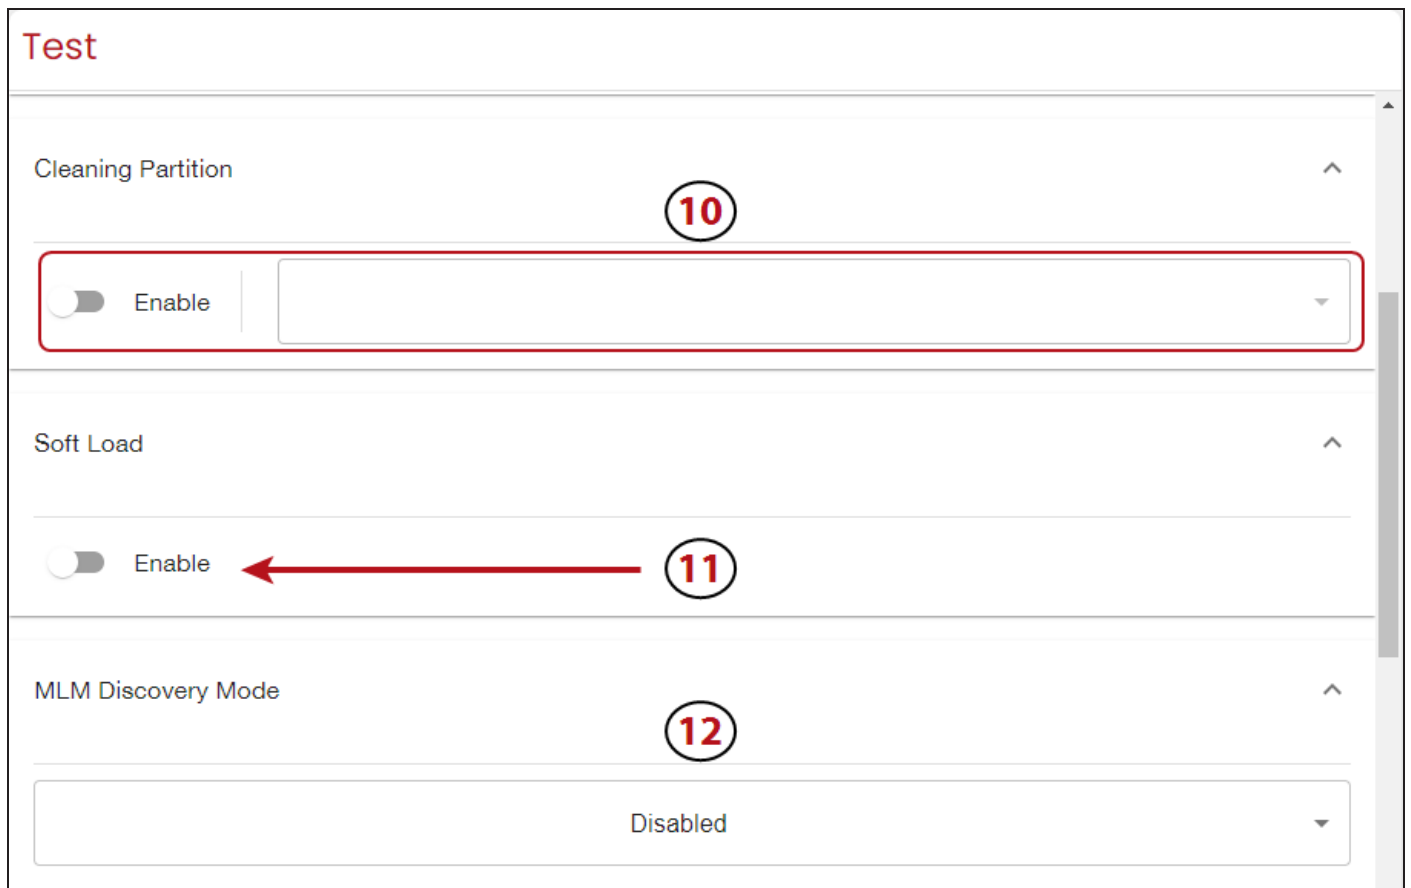 Test
Cleaning Partition
10
Enable
Soft Load
Enable
11
MLM Discovery Mode
12
Disabled